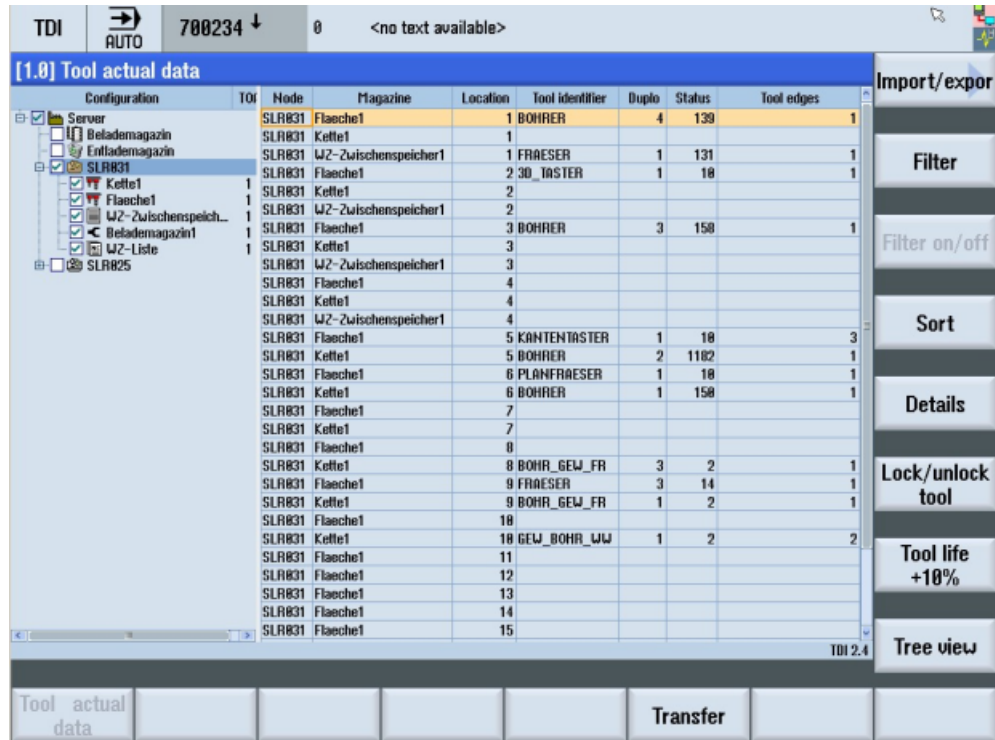 TDI
AUTO
700234
0
<no text available>
[1.0] Tool actual data
Import/expor
Configuration TO Node Magazine Location Tool identifier Duplo Status Tool edges
Server
Belademagazin
Entlademagazin
SLR031
Kette1 1
Flaeche1 1
WZ-Zwischenspeich... 1
Belademagazin1 1
WZ-Liste 1
SLR025
SLR031 Flaeche1 1 BOHRER 4 139 1
SLR031 Kette1 1
SLR031 WZ-Zwischenspeicher1 1 FRAESER 1 131 1
SLR031 Flaeche1 2 3D_TASTER 1 10 1
SLR031 Kette1 2
SLR031 WZ-Zwischenspeicher1 2
SLR031 Flaeche1 3 BOHRER 3 158 1
SLR031 Kette1 3
SLR031 WZ-Zwischenspeicher1 3
SLR031 Flaeche1 4
SLR031 Kette1 4
SLR031 WZ-Zwischenspeicher1 4
SLR031 Flaeche1 5 KANTENTASTER 1 10 3
SLR031 Kette1 5 BOHRER 2 1182 1
SLR031 Flaeche1 6 PLANFRAESER 1 10 1
SLR031 Kette1 6 BOHRER 1 150 1
SLR031 Flaeche1 7
SLR031 Kette1 7
SLR031 Flaeche1 8
SLR031 Kette1 8 BOHR_GEW_FR 3 2 1
SLR031 Flaeche1 9 FRAESER 3 14 1
SLR031 Kette1 9 BOHR_GEW_FR 1 2 1
SLR031 Flaeche1 10
SLR031 Kette1 10 GEW_BOHR_WW 1 2 2
SLR031 Flaeche1 11
SLR031 Flaeche1 12
SLR031 Flaeche1 13
SLR031 Flaeche1 14
SLR031 Flaeche1 15
TDI 2.4
Filter
Filter on/off
Sort
Details
Lock/unlock
tool
Tool life
+10%
Tree view
Tool actual
data
Transfer